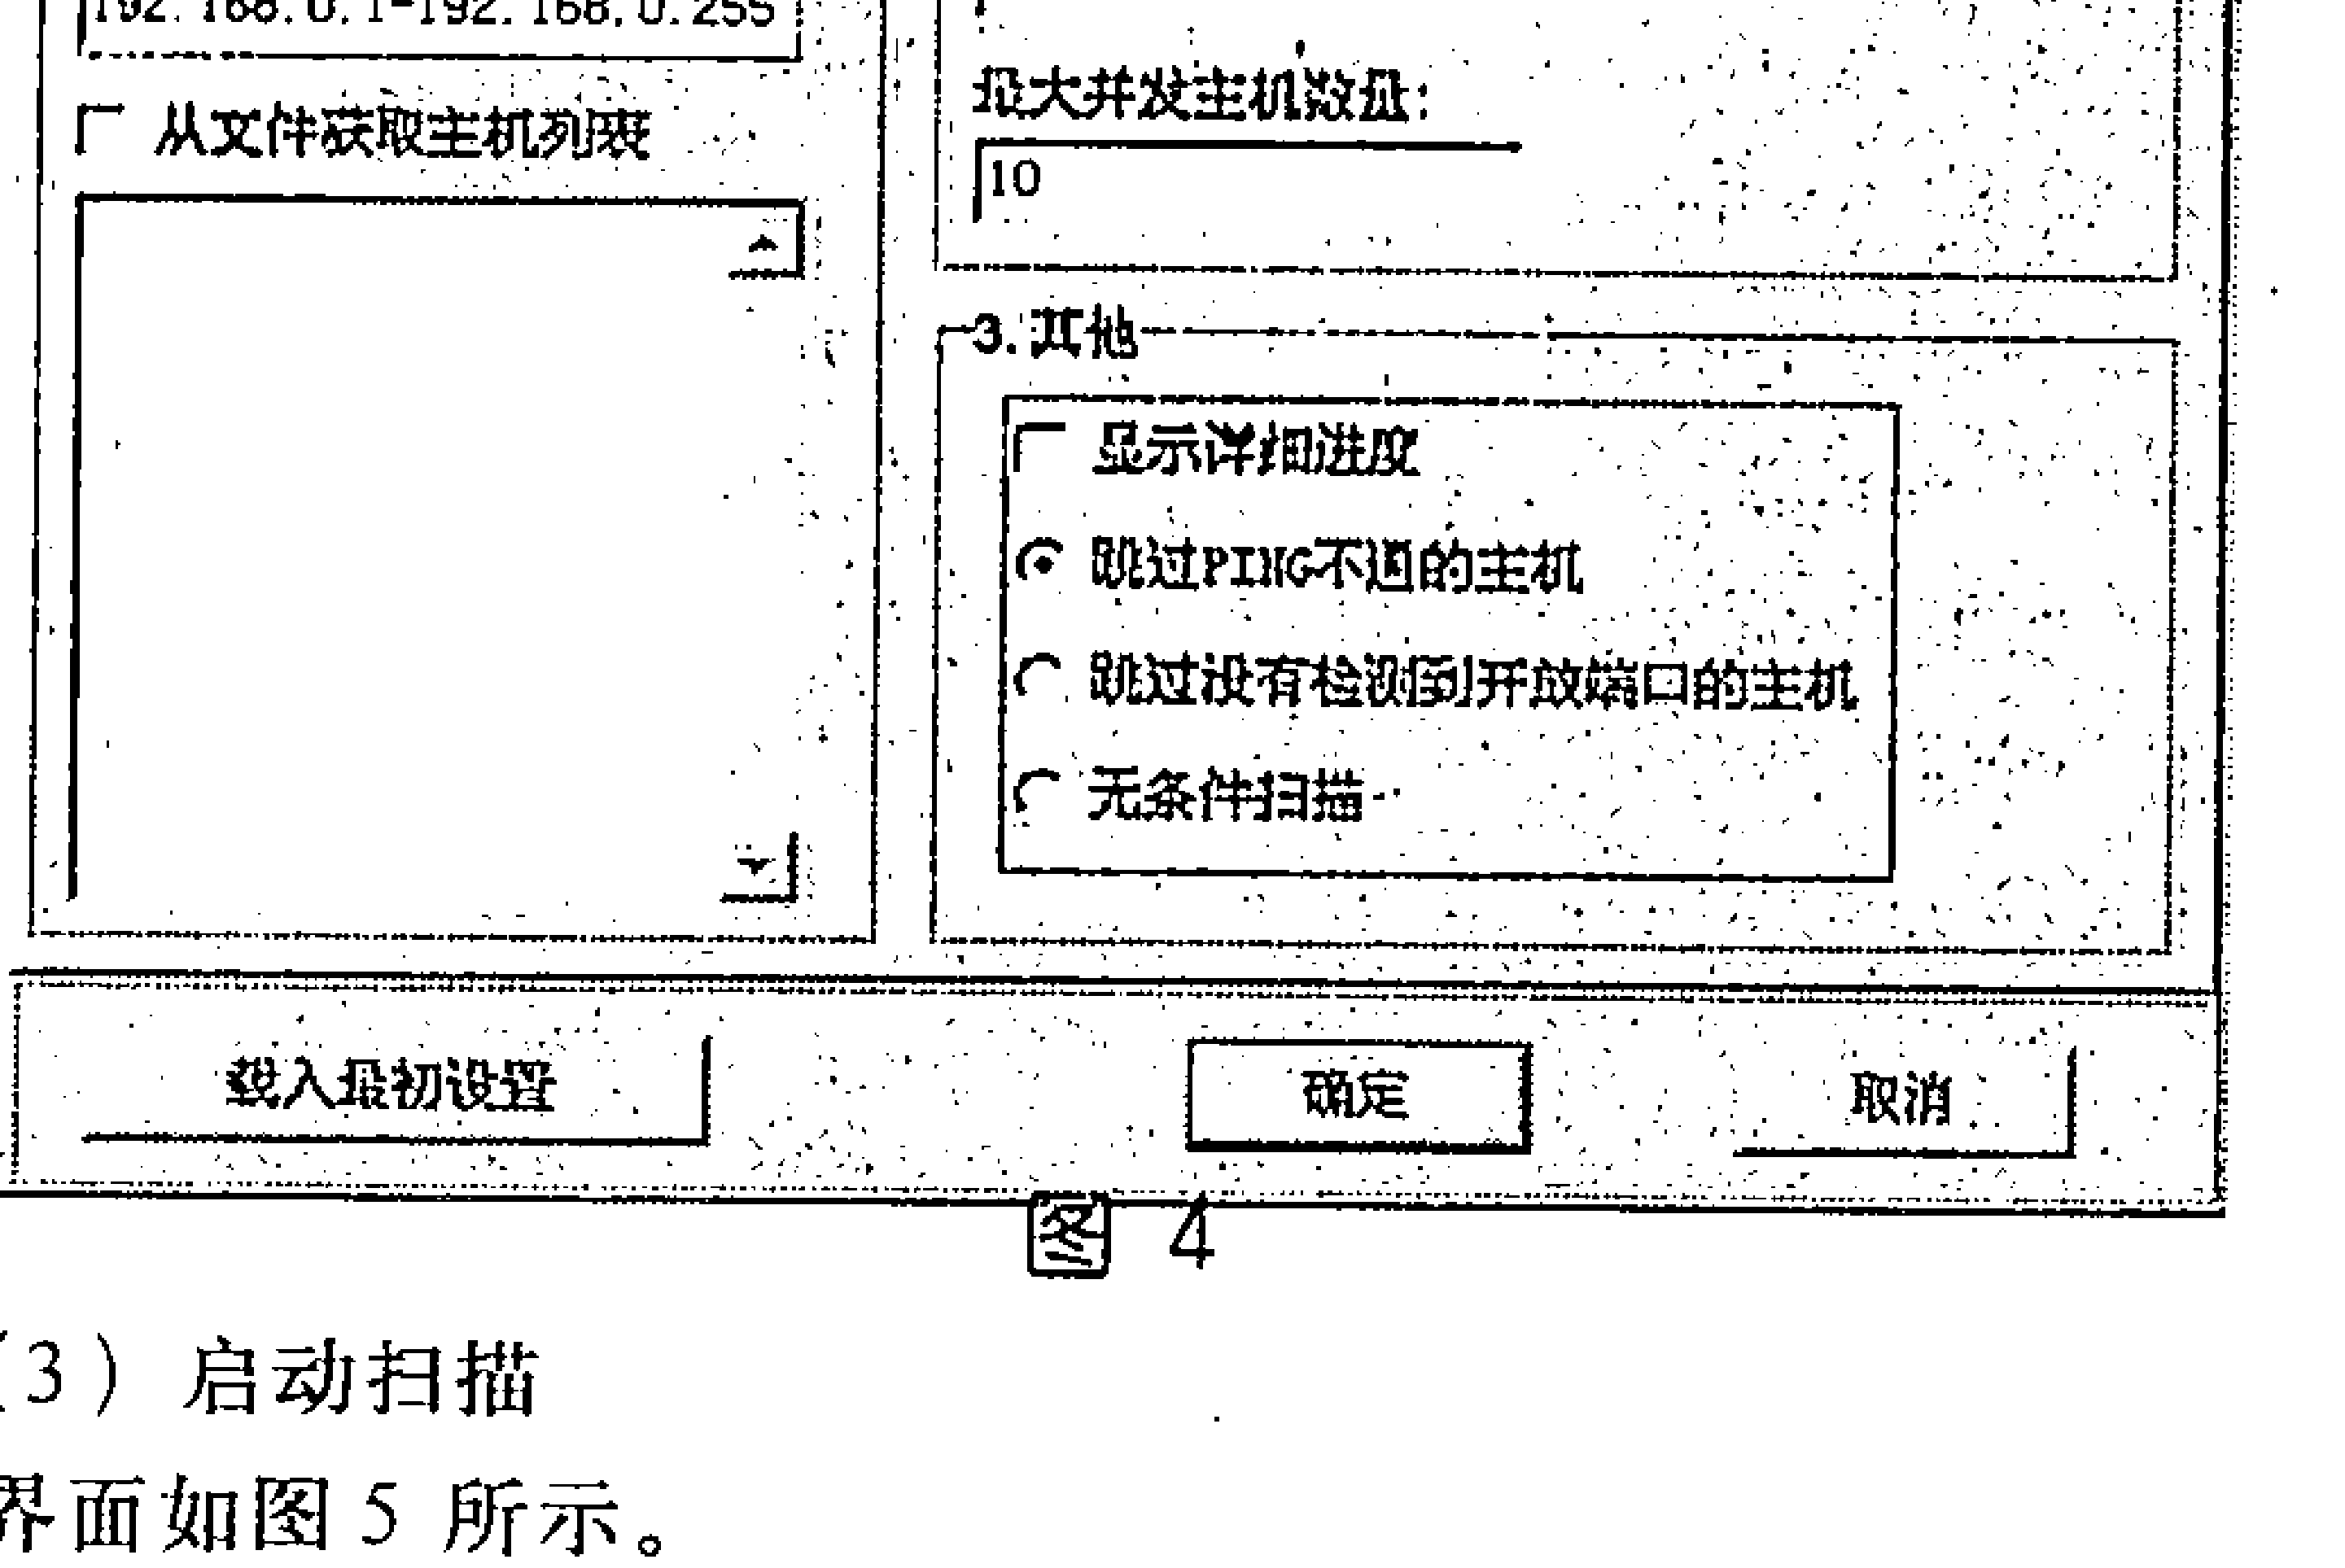 192.168.0.1-192.168.0.255
从文件获取主机列表
最大并发主机数量:
10
3.其他
显示详细进度
跳过PING不通的主机
跳过没有检测到开放端口的主机
无条件扫描
载入最初设置
确定
取消
图 4
(3) 启动扫描
界面如图 5 所示。